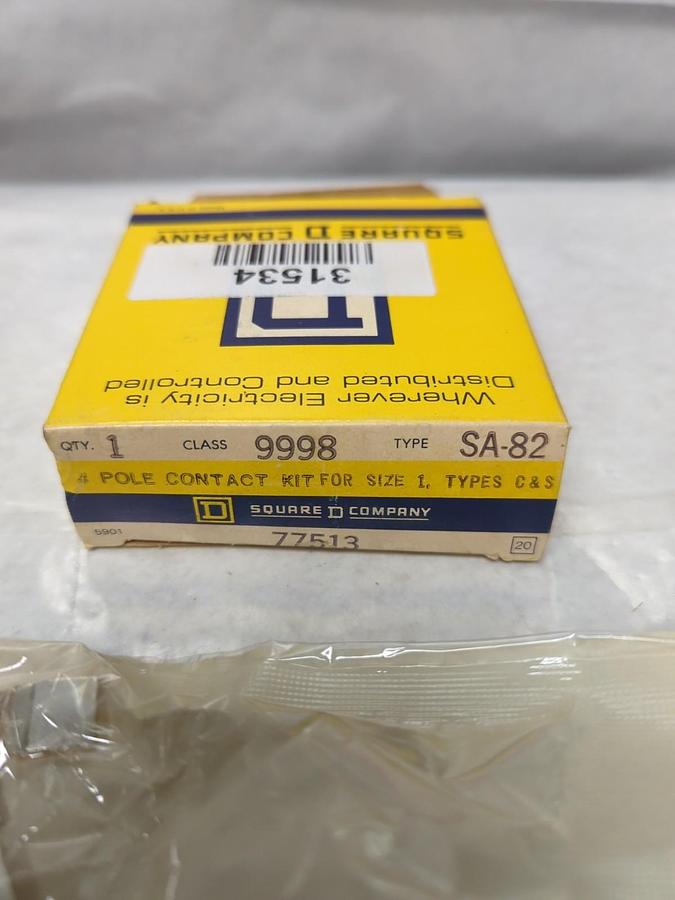 SQUARE D COMPANY
31534
D
Wherever Electricity is
Distributed and Controlled
QTY. 1 CLASS 9998 TYPE SA-82
4 POLE CONTACT KIT FOR SIZE 1, TYPES C & S
D SQUARE D COMPANY
5901 77513 20